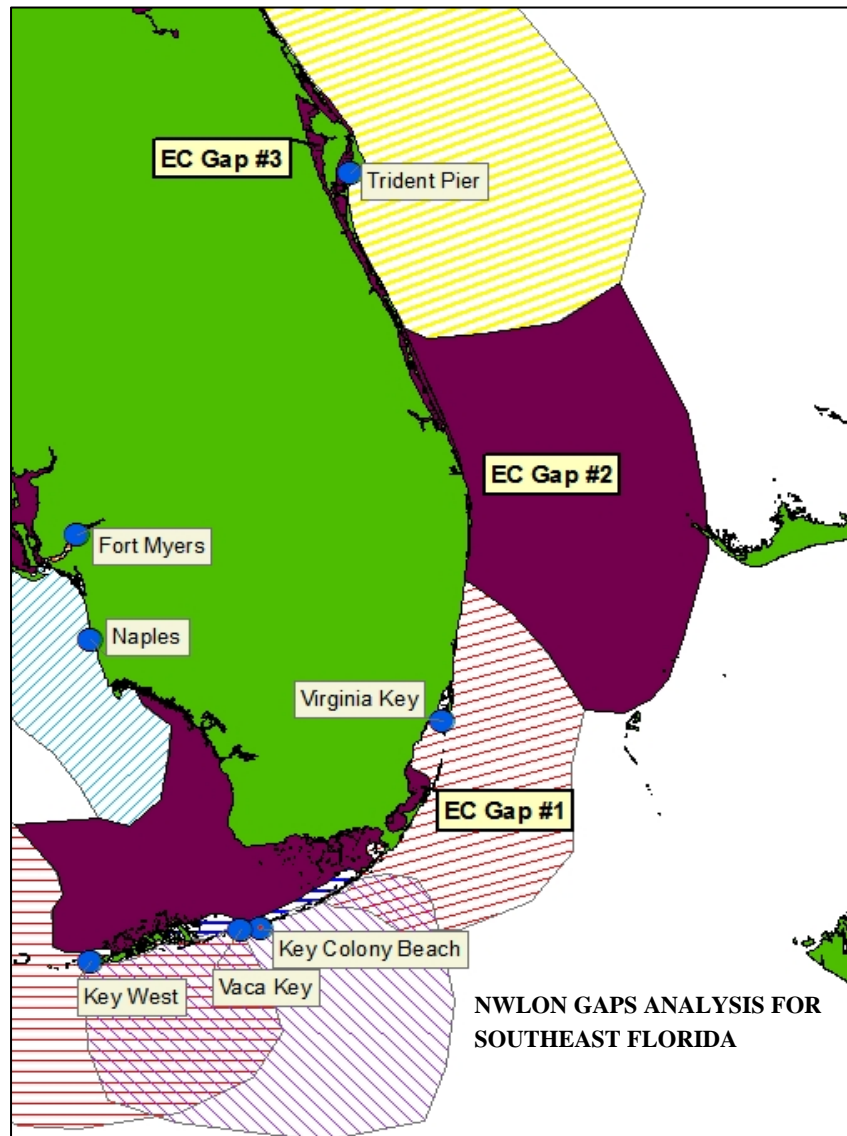 EC Gap #3
Trident Pier
EC Gap #2
Fort Myers
Naples
Virginia Key
EC Gap #1
Key Colony Beach
Vaca Key
Key West
NWLON GAPS ANALYSIS FOR
SOUTHEAST FLORIDA